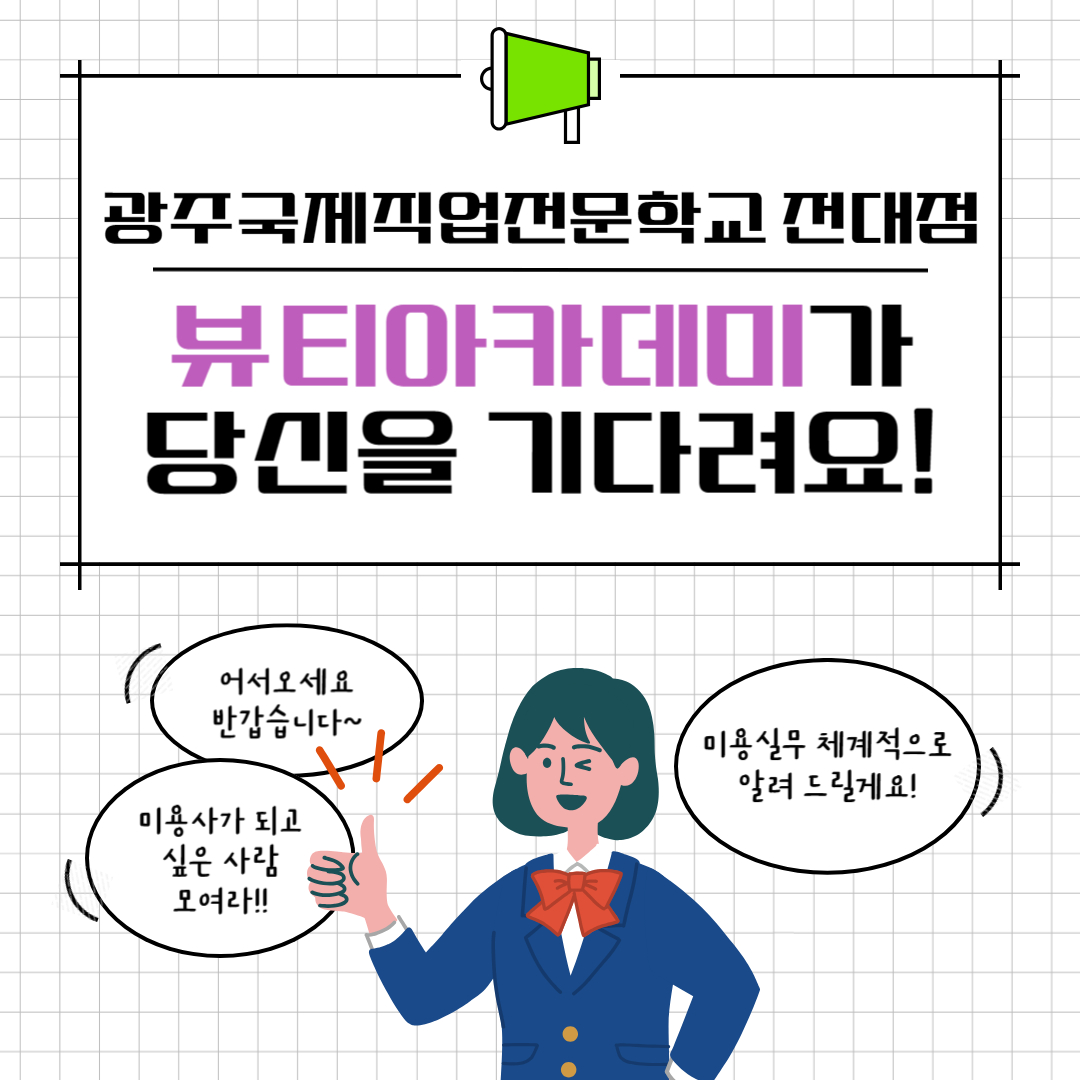 광주국제직업전문학교 전대점
뷰티아카데미가
당신을 기다려요!
어서오세요
반갑습니다~
미용사가 되고
싶은 사람
모여라!!
미용실무 체계적으로
알려 드릴게요!